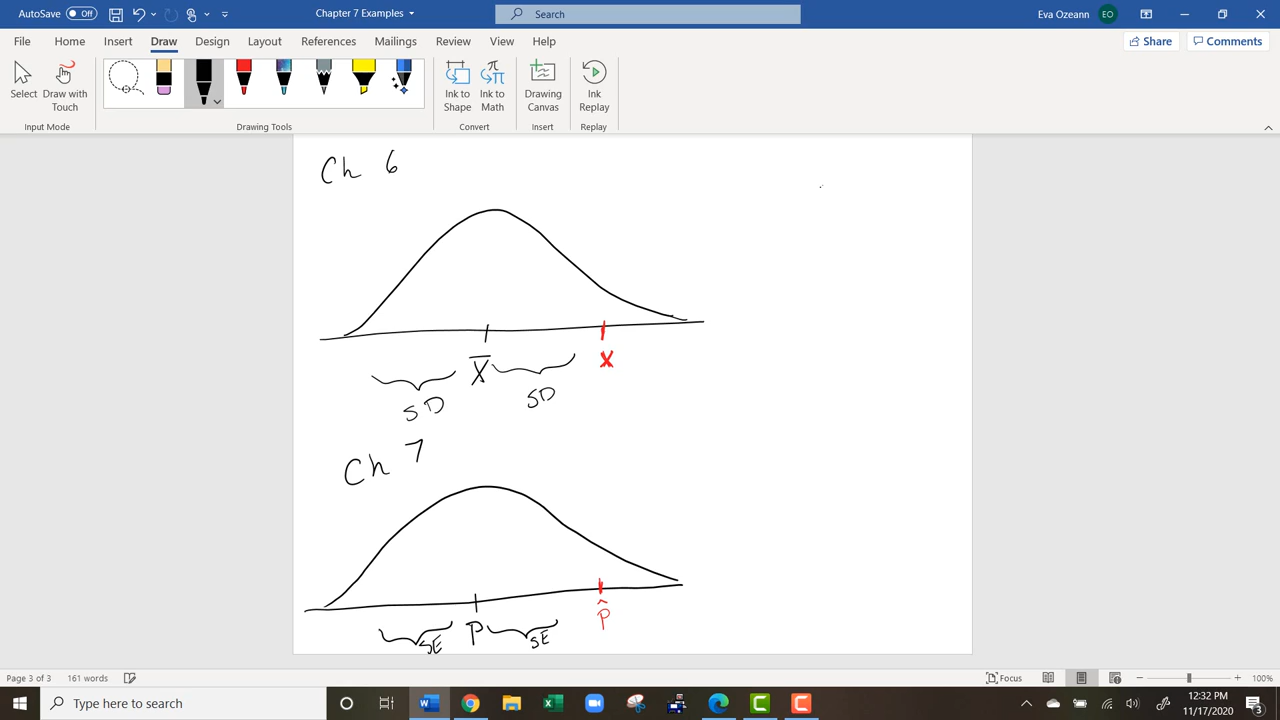 AutoSave Off Chapter 7 Examples Search Eva Ozeann EO
File Home Insert Draw Design Layout References Mailings Review View Help Share Comments
Select Draw with Touch Ink to Shape Ink to Math Drawing Canvas Ink Replay
Input Mode Drawing Tools Convert Insert Replay
Ch 6
X̅ X
SD SD
Ch 7
P p̂
SE SE
Page 3 of 3 161 words Focus 100%
Type here to search 12:32 PM
11/17/2020 3